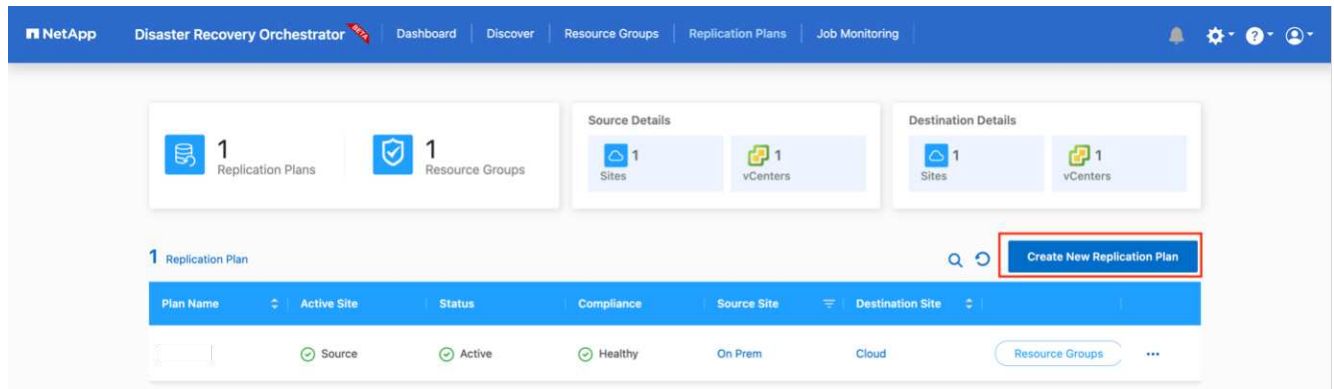 NetApp Disaster Recovery Orchestrator BETA Dashboard Discover Resource Groups Replication Plans Job Monitoring
Source Details Destination Details
1 Replication Plans 1 Resource Groups 1 Sites 1 vCenters 1 Sites 1 vCenters
1 Replication Plan Create New Replication Plan
Plan Name Active Site Status Compliance Source Site Destination Site
Source Active Healthy On Prem Cloud Resource Groups